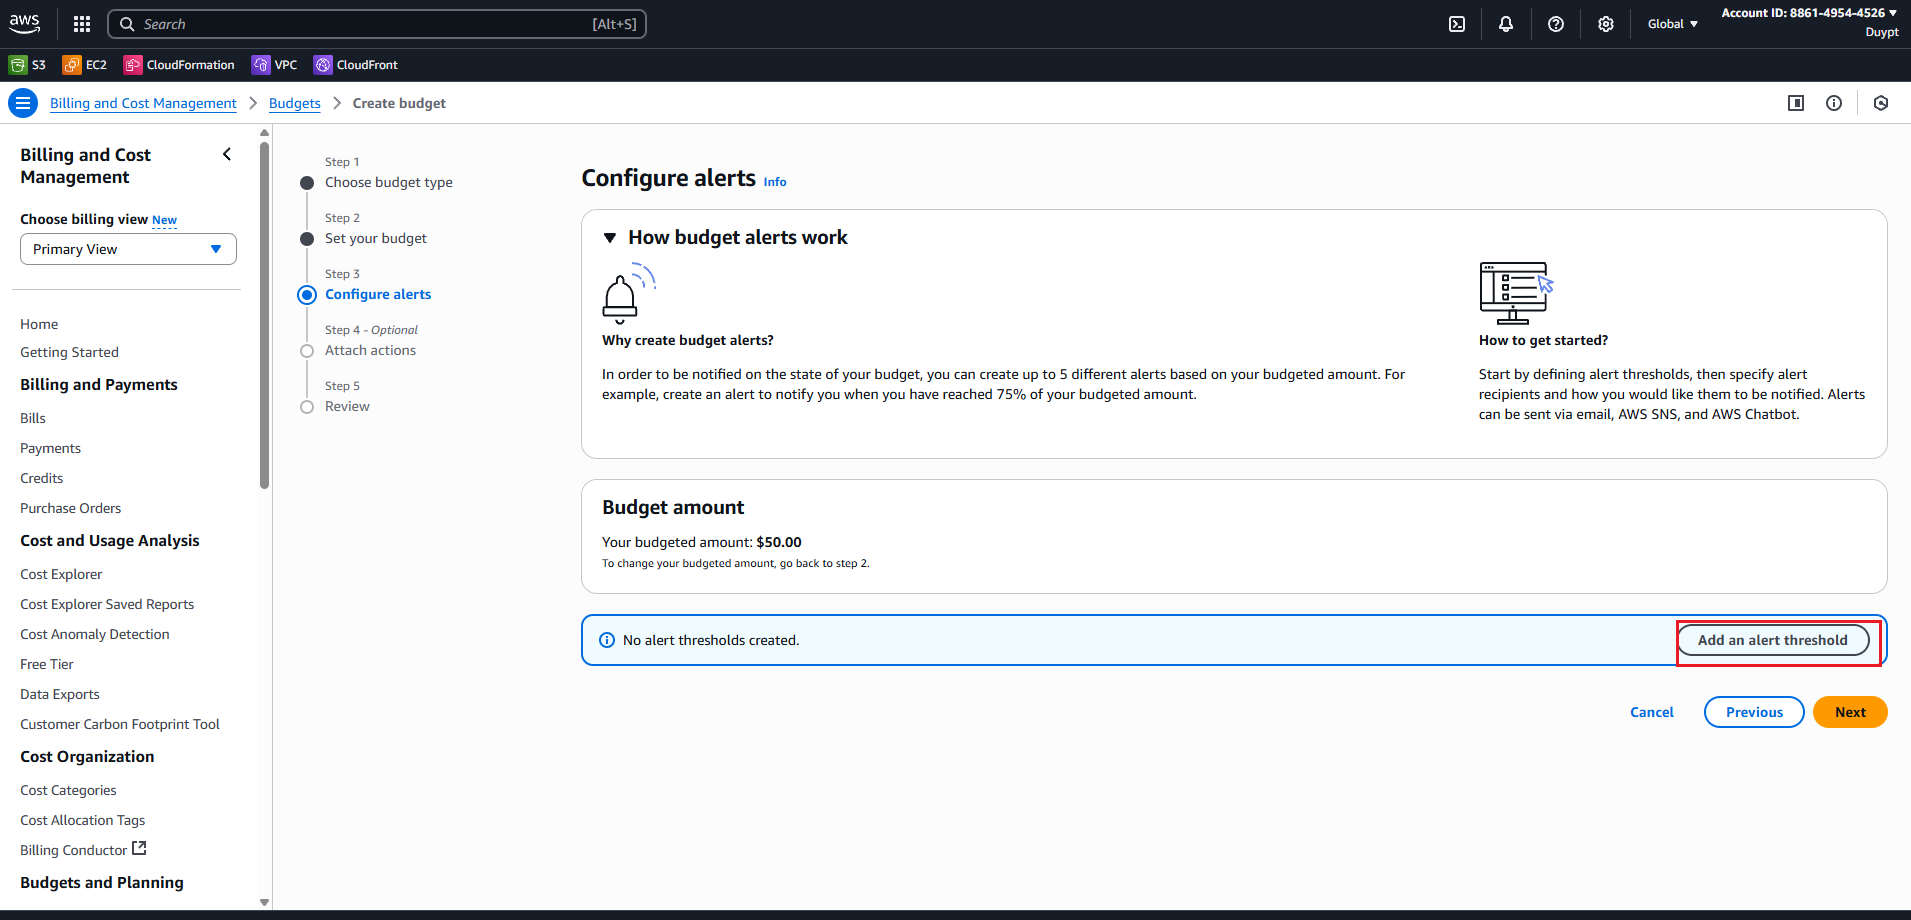 aws
Search
[Alt+S]
Global
Account ID: 8861-4954-4526
Duypt
S3
EC2
CloudFormation
VPC
CloudFront
Billing and Cost Management
Budgets
Create budget
Billing and Cost
Management
Choose billing view New
Primary View
Home
Getting Started
Billing and Payments
Bills
Payments
Credits
Purchase Orders
Cost and Usage Analysis
Cost Explorer
Cost Explorer Saved Reports
Cost Anomaly Detection
Free Tier
Data Exports
Customer Carbon Footprint Tool
Cost Organization
Cost Categories
Cost Allocation Tags
Billing Conductor
Budgets and Planning
Step 1
Choose budget type
Step 2
Set your budget
Step 3
Configure alerts
Step 4 - Optional
Attach actions
Step 5
Review
Configure alerts Info
How budget alerts work
Why create budget alerts?
In order to be notified on the state of your budget, you can create up to 5 different alerts based on your budgeted amount. For
example, create an alert to notify you when you have reached 75% of your budgeted amount.
How to get started?
Start by defining alert thresholds, then specify alert
recipients and how you would like them to be notified. Alerts
can be sent via email, AWS SNS, and AWS Chatbot.
Budget amount
Your budgeted amount: $50.00
To change your budgeted amount, go back to step 2.
No alert thresholds created.
Add an alert threshold
Cancel
Previous
Next